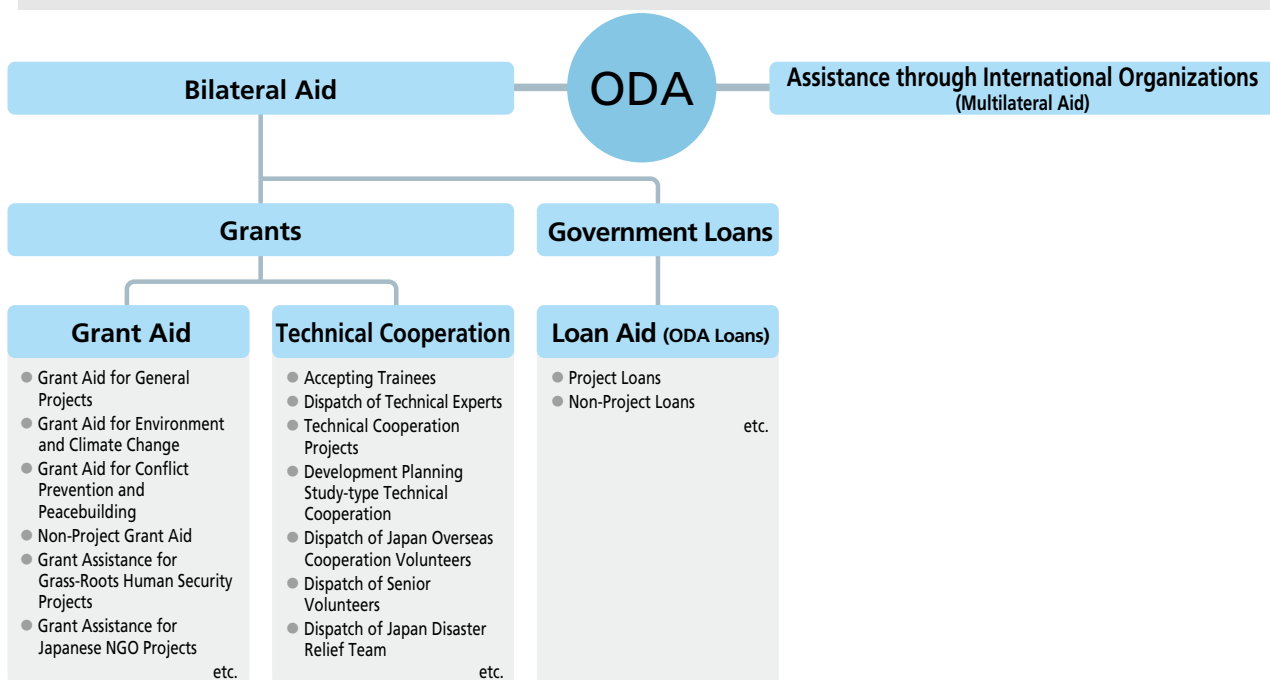 ODA
Bilateral Aid
Assistance through International Organizations
(Multilateral Aid)
Grants
Government Loans
Grant Aid
Grant Aid for General
Projects
Grant Aid for Environment
and Climate Change
Grant Aid for Conflict
Prevention and
Peacebuilding
Non-Project Grant Aid
Grant Assistance for
Grass-Roots Human Security
Projects
Grant Assistance for
Japanese NGO Projects
etc.
Technical Cooperation
Accepting Trainees
Dispatch of Technical Experts
Technical Cooperation
Projects
Development Planning
Study-type Technical
Cooperation
Dispatch of Japan Overseas
Cooperation Volunteers
Dispatch of Senior
Volunteers
Dispatch of Japan Disaster
Relief Team
etc.
Loan Aid (ODA Loans)
Project Loans
Non-Project Loans
etc.